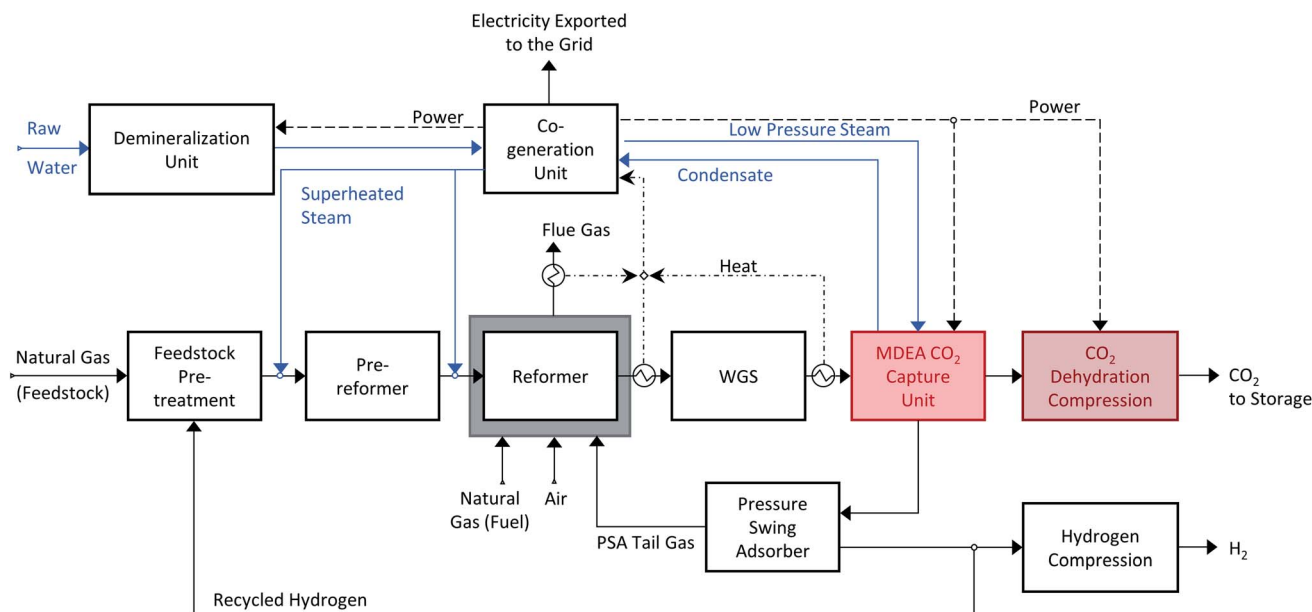 Electricity Exported
to the Grid
Raw
Water
Demineralization
Unit
Power
Co-
generation
Unit
Power
Low Pressure Steam
Condensate
Superheated
Steam
Flue Gas
Heat
Natural Gas
(Feedstock)
Feedstock
Pre-
treatment
Pre-
reformer
Reformer
WGS
MDEA CO₂
Capture
Unit
CO₂
Dehydration
Compression
CO₂
to Storage
Natural
Gas (Fuel)
Air
PSA Tail Gas
Pressure
Swing
Adsorber
Hydrogen
Compression
H₂
Recycled Hydrogen